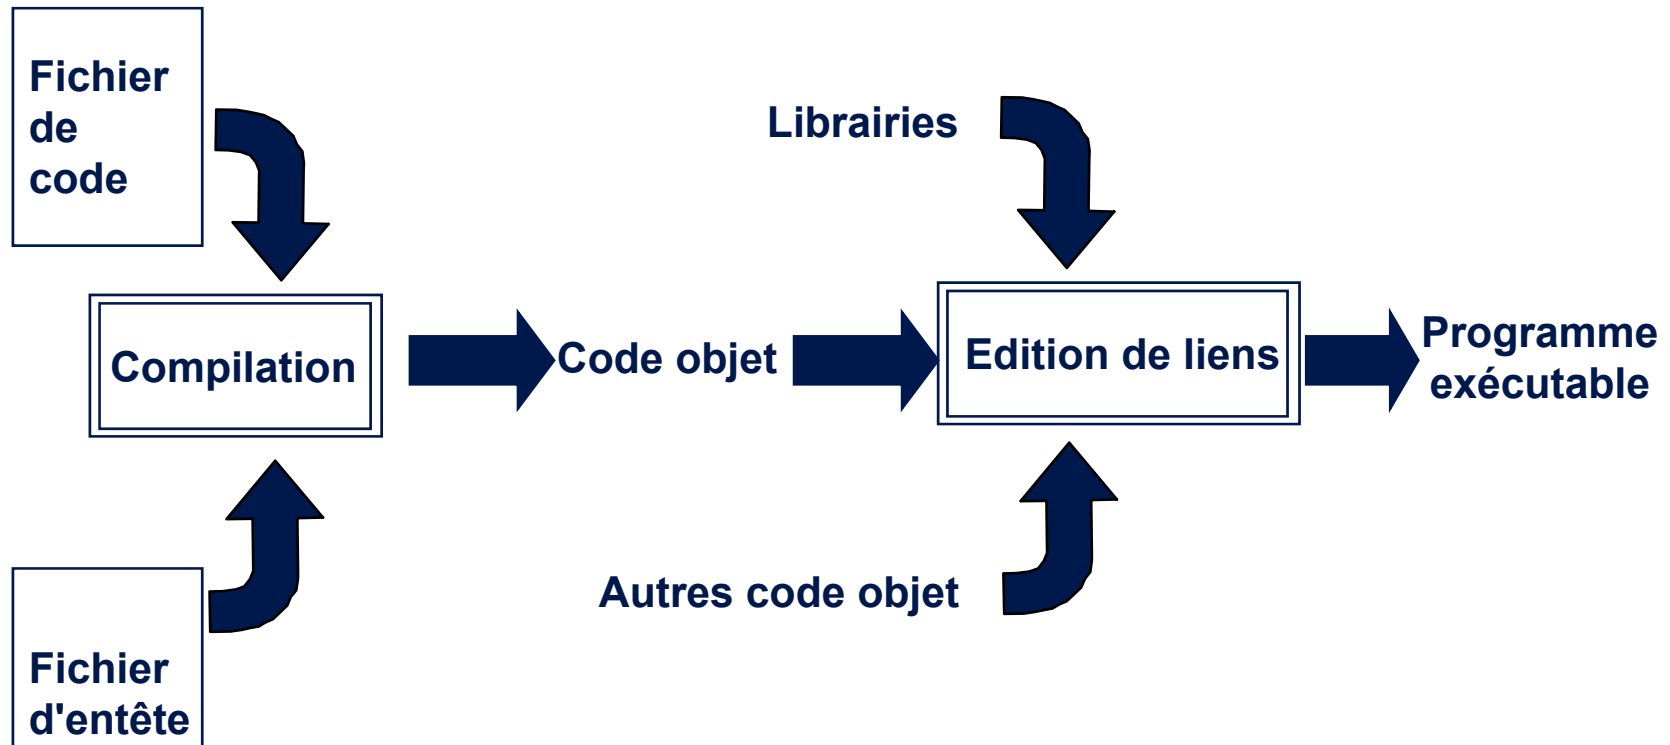 Fichier
de
code
Librairies
Compilation
Code objet
Edition de liens
Programme
exécutable
Autres code objet
Fichier
d'entête